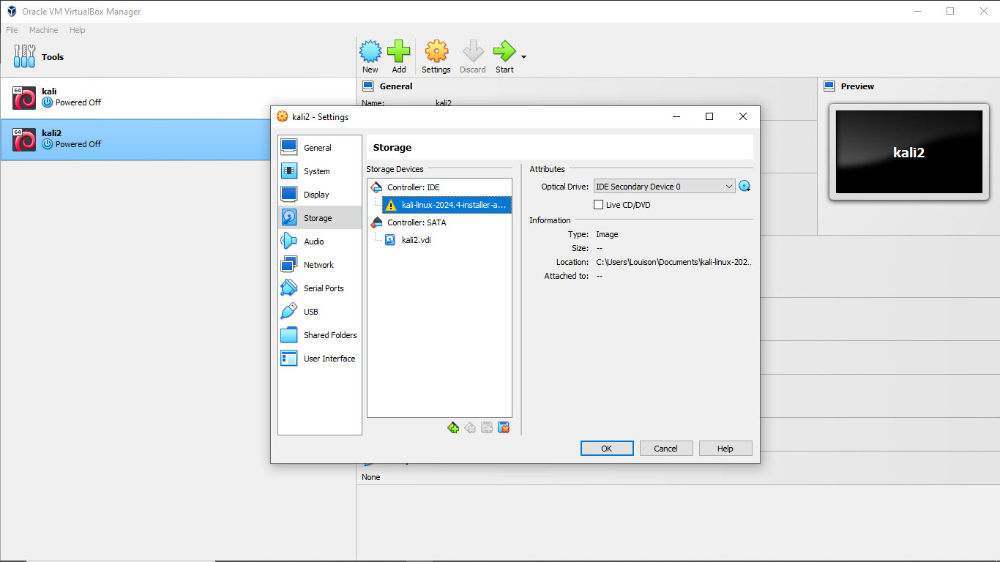 Oracle VM VirtualBox Manager
File Machine Help
Tools
New Add Settings Discard Start
64
kali
Powered Off
64
kali2
Powered Off
General
Name: kali2
Preview
kali2
kali2 - Settings
General
System
Display
Storage
Audio
Network
Serial Ports
USB
Shared Folders
User Interface
Storage
Storage Devices
Controller: IDE
kali-linux-2024.4-installer-a...
Controller: SATA
kali2.vdi
Attributes
Optical Drive: IDE Secondary Device 0
Live CD/DVD
Information
Type: Image
Size: --
Location: C:\Users\Louison\Documents\kali-linux-202..
Attached to: --
OK Cancel Help
None